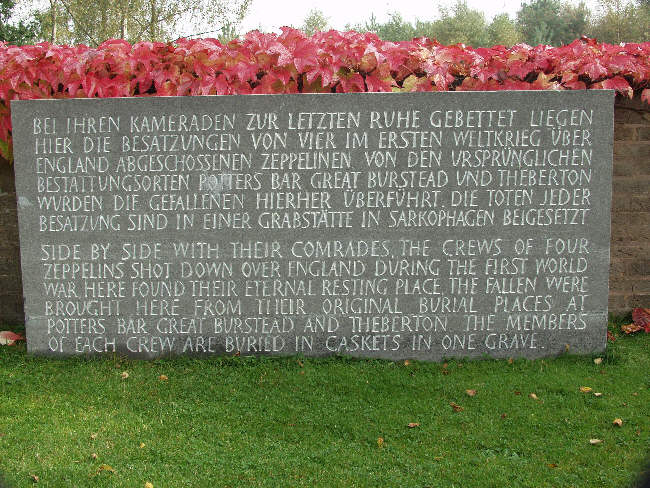 BEI IHREN KAMERADEN ZUR LETZTEN RUHE GEBETTET LIEGEN
HIER DIE BESATZUNGEN VON VIER IM ERSTEN WELTKRIEG ÜBER
ENGLAND ABGESCHOSSENEN ZEPPELINEN VON DEN URSPRÜNGLICHEN
BESTATTUNGSORTEN POTTERS BAR GREAT BURSTEAD UND THEBERTON
WURDEN DIE GEFALLENEN HIERHER ÜBERFÜHRT. DIE TOTEN JEDER
BESATZUNG SIND IN EINER GRABSTÄTTE IN SARKOPHAGEN BEIGESETZT
SIDE BY SIDE WITH THEIR COMRADES, THE CREWS OF FOUR
ZEPPELINS SHOT DOWN OVER ENGLAND DURING THE FIRST WORLD
WAR, HERE FOUND THEIR ETERNAL RESTING PLACE. THE FALLEN WERE
BROUGHT HERE FROM THEIR ORIGINAL BURIAL PLACES AT
POTTERS BAR GREAT BURSTEAD AND THEBERTON. THE MEMBERS
OF EACH CREW ARE BURIED IN CASKETS IN ONE GRAVE.